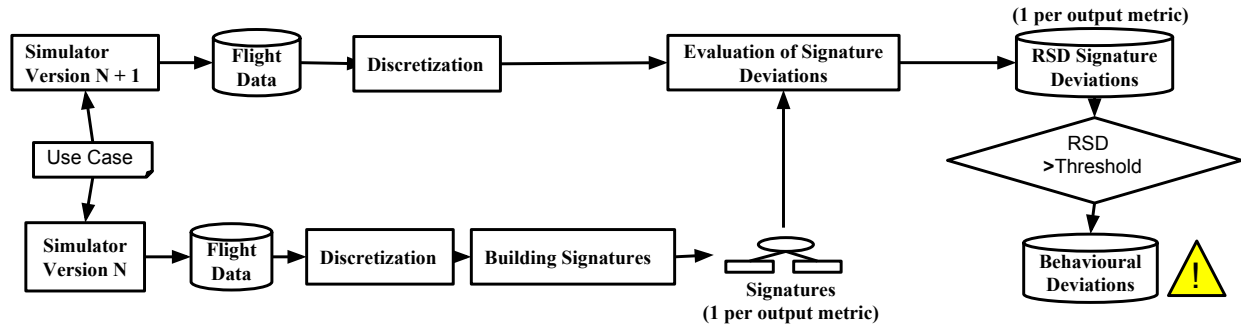 Simulator
Version N + 1
Flight
Data
Discretization
Evaluation of Signature
Deviations
(1 per output metric)
RSD Signature
Deviations
Use Case
RSD
>Threshold
Simulator
Version N
Flight
Data
Discretization
Building Signatures
Signatures
(1 per output metric)
Behavioural
Deviations
!